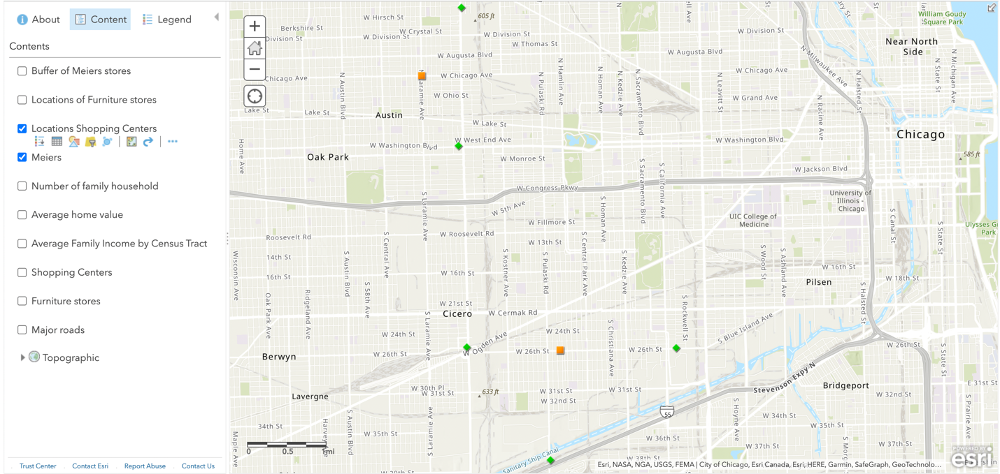 About
Content
Legend
Contents
Buffer of Meiers stores
Locations of Furniture stores
Locations Shopping Centers
Meiers
Number of family household
Average home value
Average Family Income by Census Tract
Shopping Centers
Furniture stores
Major roads
Topographic
Trust Center
Contact Esri
Report Abuse
Contact Us
W Hirsch St
605 ft
William Goudy
Square Park
Berkshire St
W Crystal St
Division St
W Division St
W Division St
W Division St
W Thomas St
Near North
Side
W Augusta Blvd
W Augusta Blvd
N Milwaukee Ave
Chicago Ave
W Chicago Ave
W Chicago Ave
N Austin Blvd
N Laramie Ave
N Pulaski Rd
N Hamlin Ave
N Homan Ave
N Kedzie Ave
N Sacramento Blvd
N Leavitt St
N Racine Ave
N Halsted St
N State St
N Michigan Ave
W Ohio St
W Grand Ave
Lake St
Lake St
Austin
W Lake St
Chicago
Home Ave
W Washington Blvd
W West End Ave
W Washington Blvd
585 ft
Oak Park
W Monroe St
S Sacramento Blvd
S California Ave
W Jackson Blvd
W Congress Pkwy
University of
Illinois -
Chicago
S Laramie Ave
W 5th Ave
S Homan Ave
UIC College of
Medicine
W Fillmore St
S Canal St
S State St
Roosevelt Rd
W Roosevelt Rd
W 13th St
S Central Ave
S Central Park Ave
14th St
Wisconsin Ave
S Austin Blvd
S Kostner Ave
S Pulaski Rd
S Kedzie Ave
S Wood St
S Ashland Ave
W 16th St
16th St
W 16th St
W 18th St
Pilsen
Oak Park Ave
Ridgeland Ave
S 58th Ave
W 21st St
S Halsted St
Cicero
W Cermak Rd
S Rockwell St
S Blue Island Ave
S Laramie Ave
W 24th St
W 24th St
S Christiana Ave
W Ogden Ave
W 26th St
W 26th St
W 26th St
W 26th St
Berwyn
S State St
Stevenson Expy N
W 30th Pl
W 31st St
633 ft
W 31st St
W 31st St
Bridgeport
E 31st St
Lavergne
W 32nd St
W 32nd St
55
S Hoyne Ave
S Prairie Ave
34th St
W 34th St
S Austin Blvd
S Laramie Ave
W 35th St
W 35th St
Maple Ave
0
0.5
1mi
W 36th St
W 37th St
W 37th St
Sanitary Ship Canal
W 38th St
Esri, NASA, NGA, USGS, FEMA | City of Chicago, Esri Canada, Esri, HERE, Garmin, SafeGraph, GeoTechnolo...
POWERED BY
esri